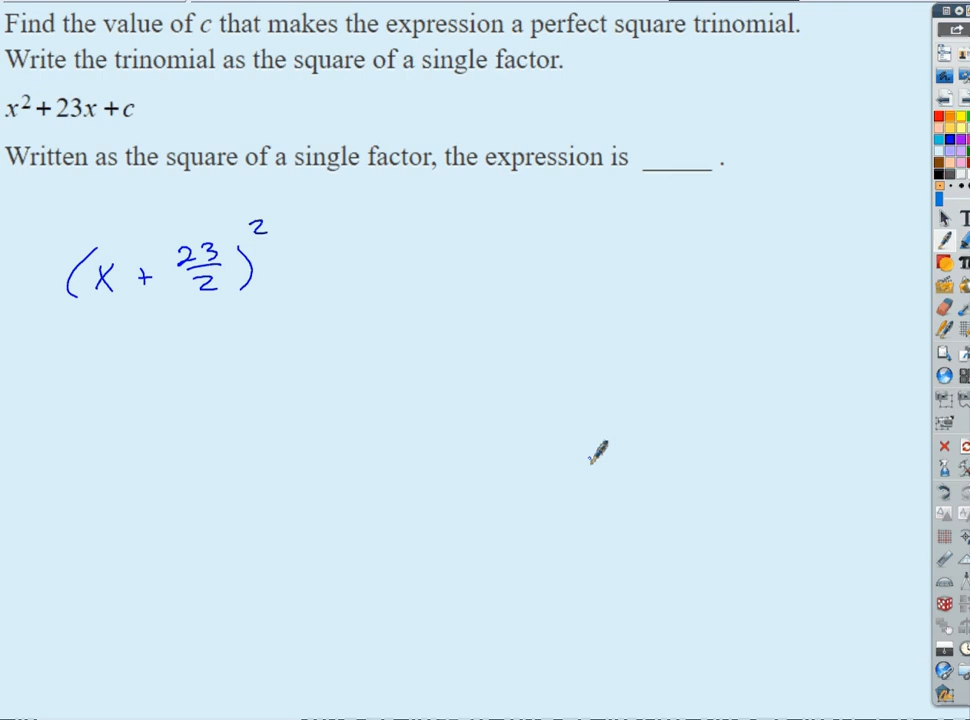 Find the value of c that makes the expression a perfect square trinomial.
Write the trinomial as the square of a single factor.
x² + 23x + c
Written as the square of a single factor, the expression is _____ .
(x + 23/2)²